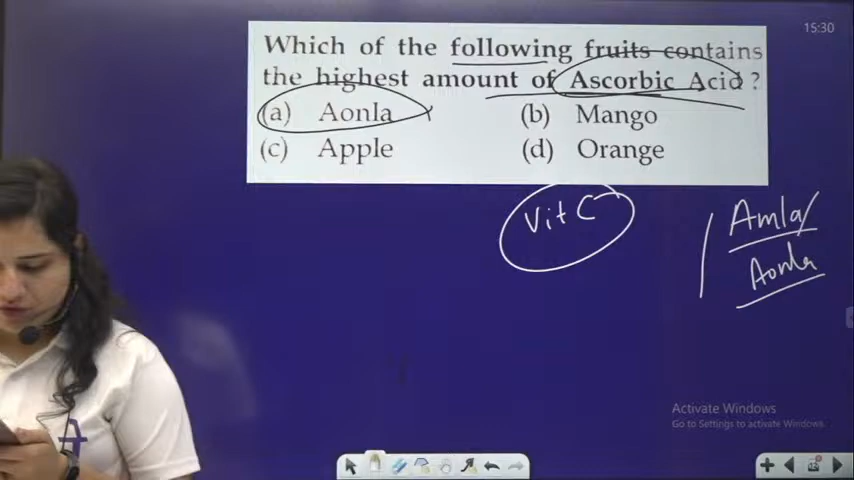 15:30
Which of the following fruits contains
the highest amount of Ascorbic Acid ?
(a) Aonla (b) Mango
(c) Apple (d) Orange
Vit C
Amla/
Aonla
Activate Windows
Go to Settings to activate Windows.